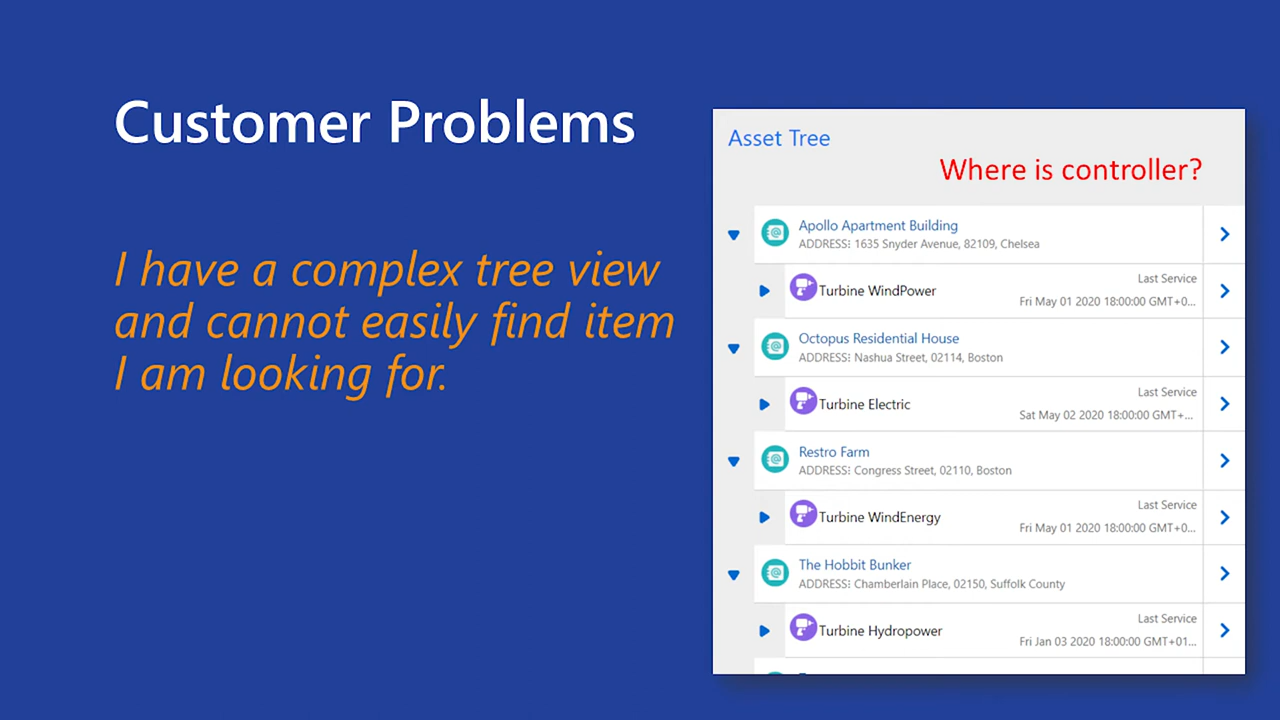 Customer Problems
I have a complex tree view
and cannot easily find item
I am looking for.
Asset Tree
Where is controller?
Apollo Apartment Building
ADDRESS: 1635 Snyder Avenue, 82109, Chelsea
Turbine WindPower
Last Service
Fri May 01 2020 18:00:00 GMT+0...
Octopus Residential House
ADDRESS: Nashua Street, 02114, Boston
Turbine Electric
Last Service
Sat May 02 2020 18:00:00 GMT+...
Restro Farm
ADDRESS: Congress Street, 02110, Boston
Turbine WindEnergy
Last Service
Fri May 01 2020 18:00:00 GMT+0...
The Hobbit Bunker
ADDRESS: Chamberlain Place, 02150, Suffolk County
Turbine Hydropower
Last Service
Fri Jan 03 2020 18:00:00 GMT+01...